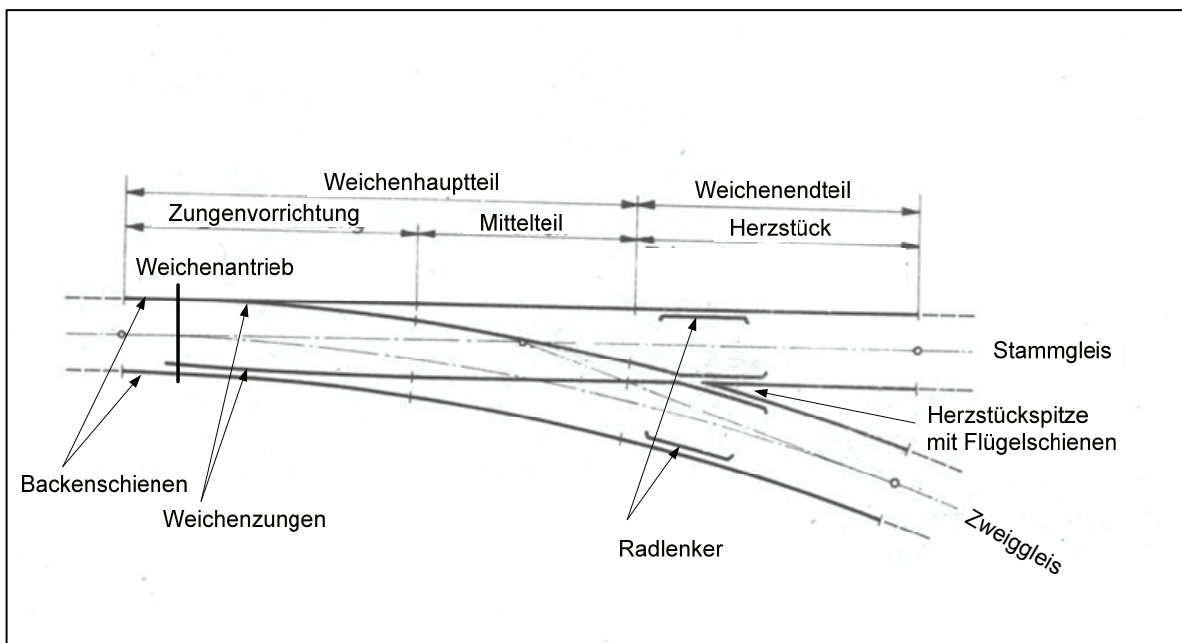 Weichenhauptteil
Weichenendteil
Zungenvorrichtung
Mittelteil
Herzstück
Weichenantrieb
Stammgleis
Herzstückspitze
mit Flügelschienen
Backenschienen
Weichenzungen
Radlenker
Zweiggleis